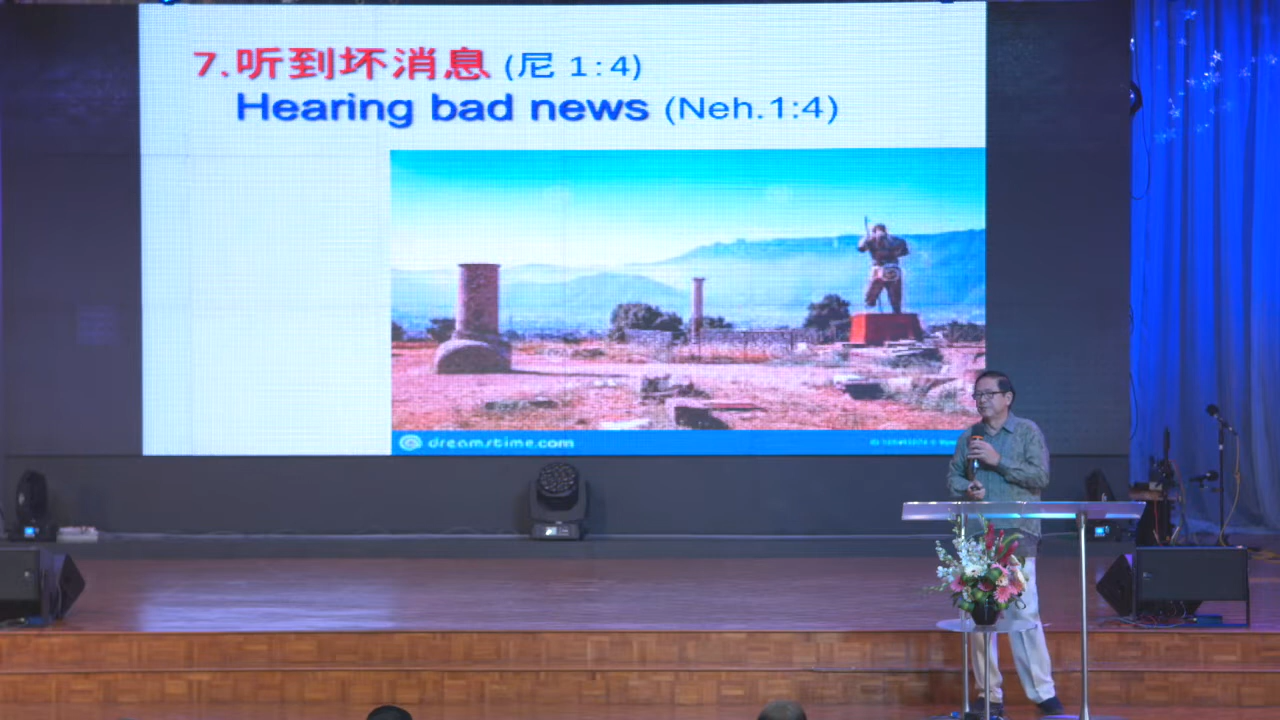 7.听到坏消息 (尼 1:4)
Hearing bad news (Neh.1:4)
dreamstime.com